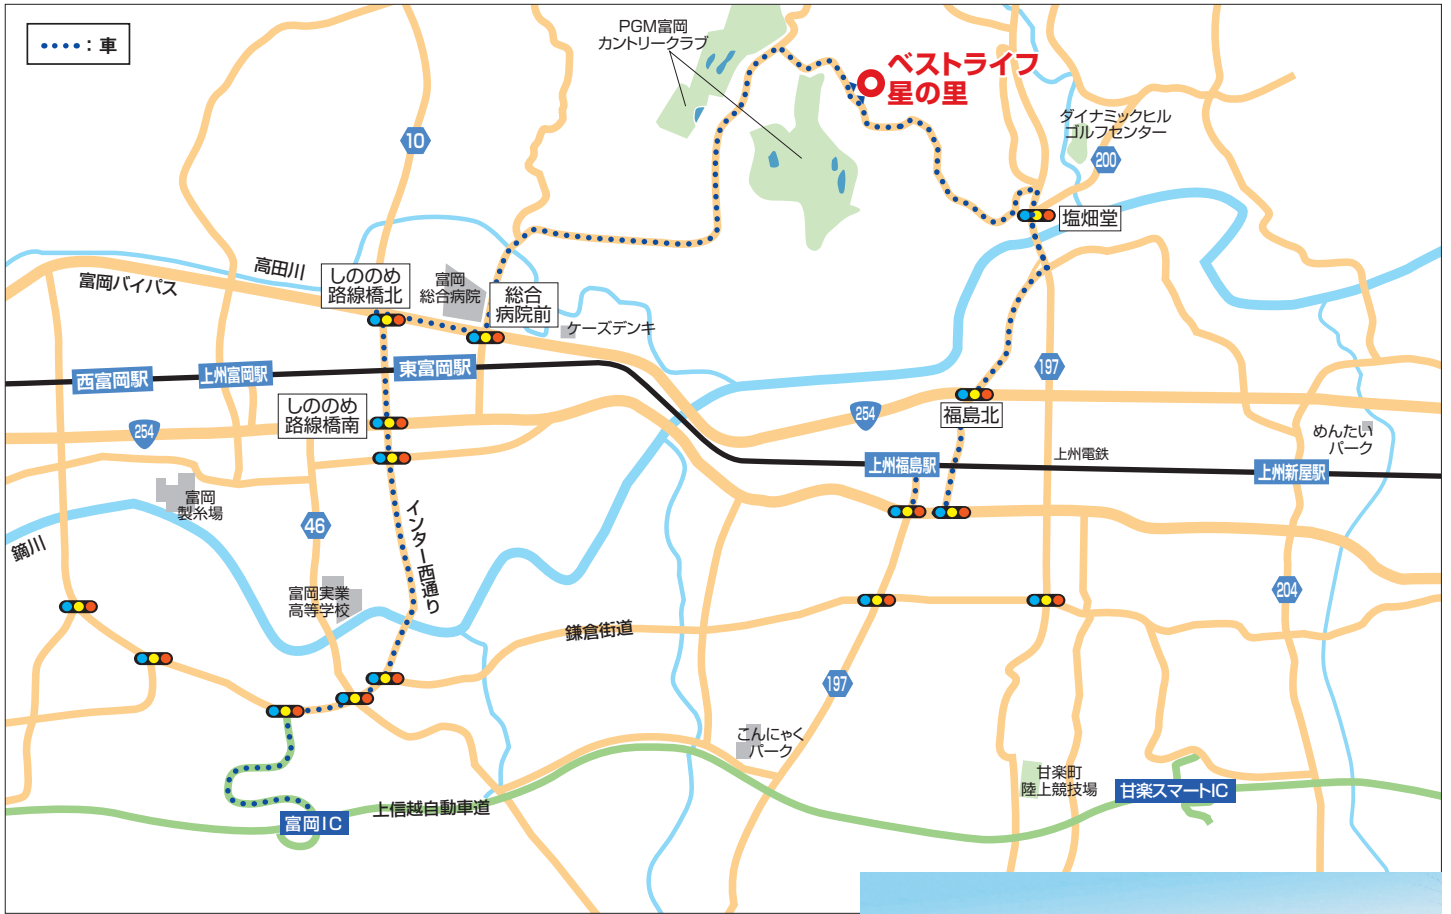 ：車
PGM富岡
カントリークラブ
ベストライフ
星の里
ダイナミックヒル
ゴルフセンター
10
200
塩畑堂
高田川
富岡バイパス
しののめ
路線橋北
富岡
総合病院
総合
病院前
ケーズデンキ
西富岡駅
上州富岡駅
東富岡駅
197
しののめ
路線橋南
254
254
福島北
めんたい
パーク
上州福島駅
上州電鉄
上州新屋駅
富岡
製糸場
46
インター西通り
鏑川
富岡実業
高等学校
204
鎌倉街道
197
こんにゃく
パーク
甘楽町
陸上競技場
甘楽スマートIC
上信越自動車道
富岡IC